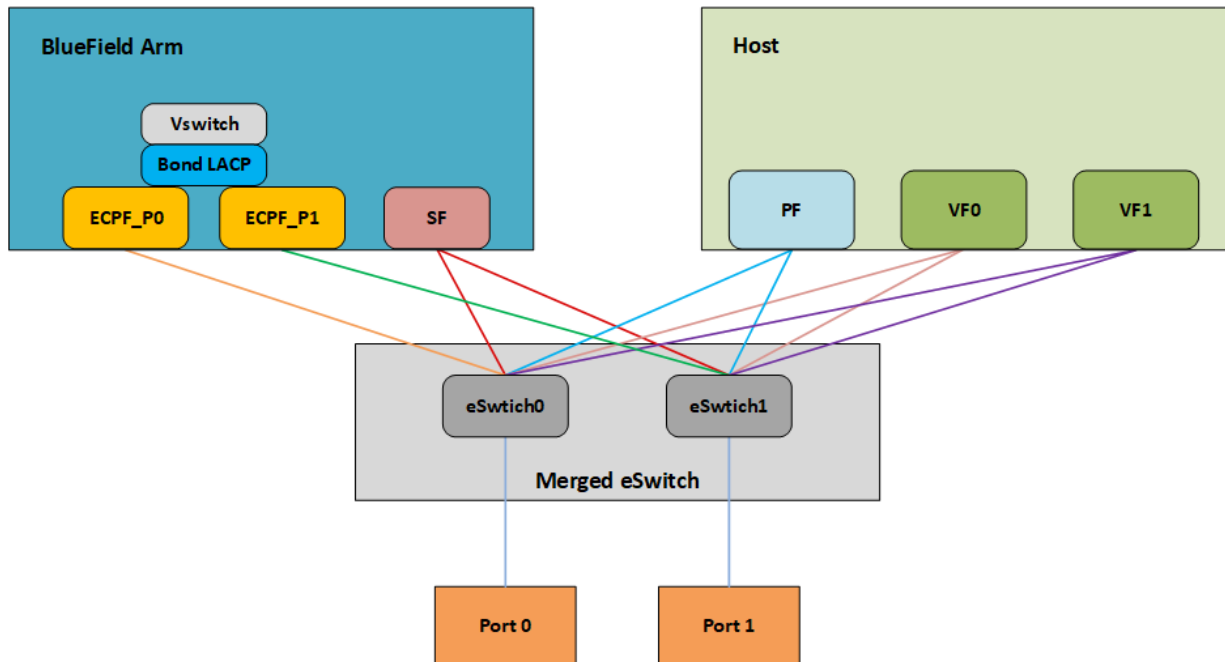 BlueField Arm
Host
Vswitch
Bond LACP
ECPF_P0
ECPF_P1
SF
PF
VF0
VF1
eSwtich0
eSwtich1
Merged eSwitch
Port 0
Port 1